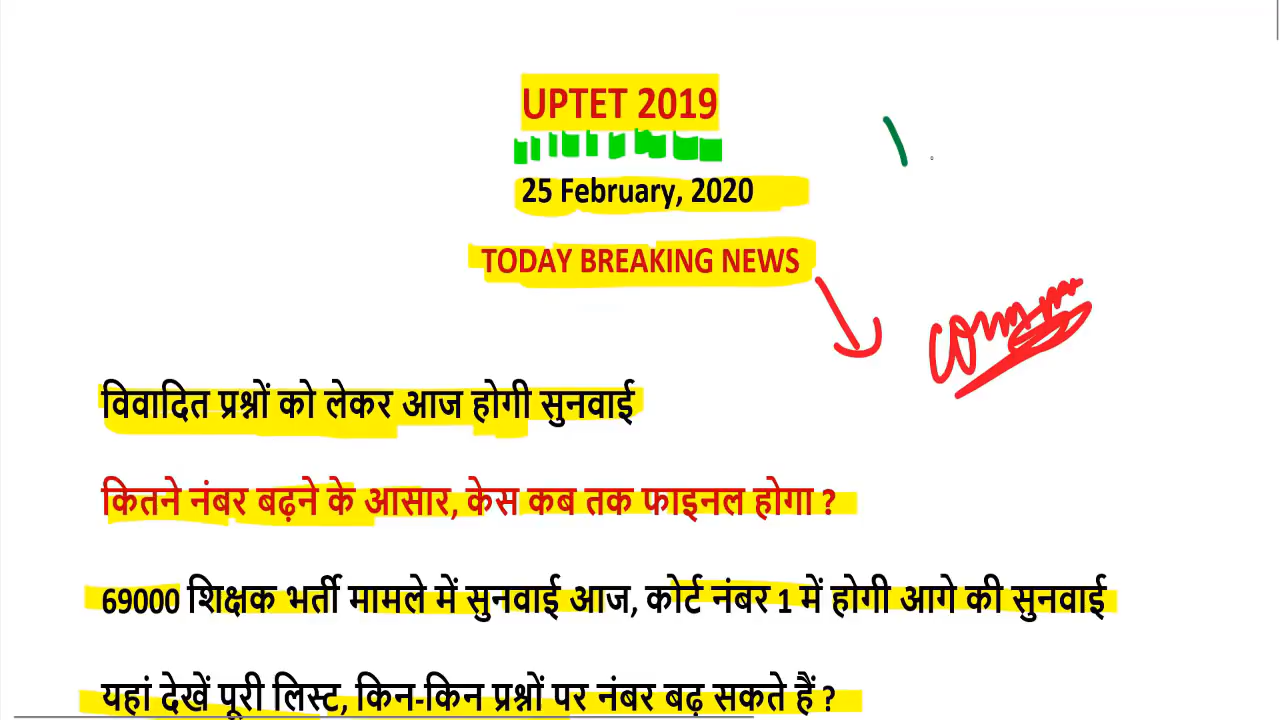 UPTET 2019
25 February, 2020
TODAY BREAKING NEWS
विवादित प्रश्नों को लेकर आज होगी सुनवाई
कितने नंबर बढ़ने के आसार, केस कब तक फाइनल होगा ?
69000 शिक्षक भर्ती मामले में सुनवाई आज, कोर्ट नंबर 1 में होगी आगे की सुनवाई
यहां देखें पूरी लिस्ट, किन-किन प्रश्नों पर नंबर बढ़ सकते हैं ?